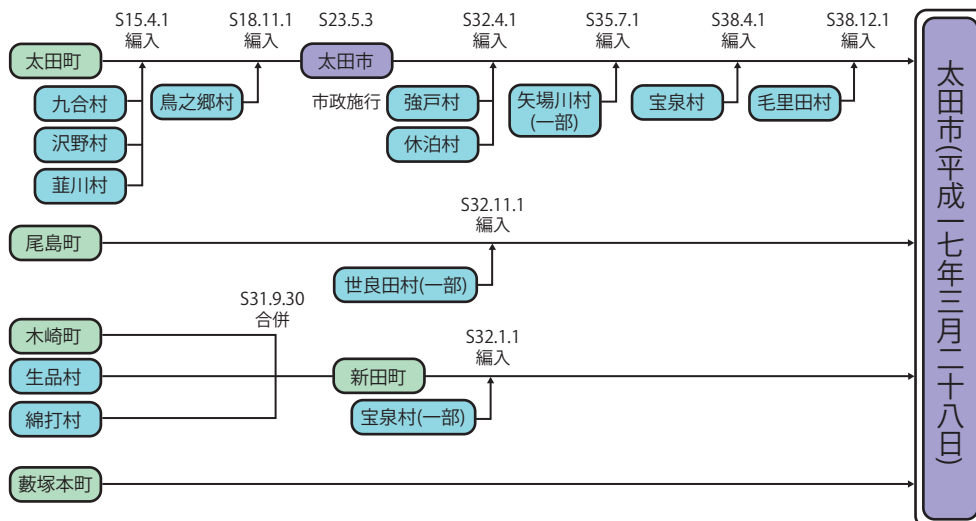 S15.4.1
編入
S18.11.1
編入
S23.5.3
S32.4.1
編入
S35.7.1
編入
S38.4.1
編入
S38.12.1
編入
太田町
太田市
市政施行
九合村
沢野村
韮川村
鳥之郷村
強戸村
休泊村
矢場川村
(一部)
宝泉村
毛里田村
S32.11.1
編入
尾島町
世良田村(一部)
S31.9.30
合併
木崎町
生品村
綿打村
S32.1.1
編入
新田町
宝泉村(一部)
藪塚本町
太田市(平成一七年三月二十八日)